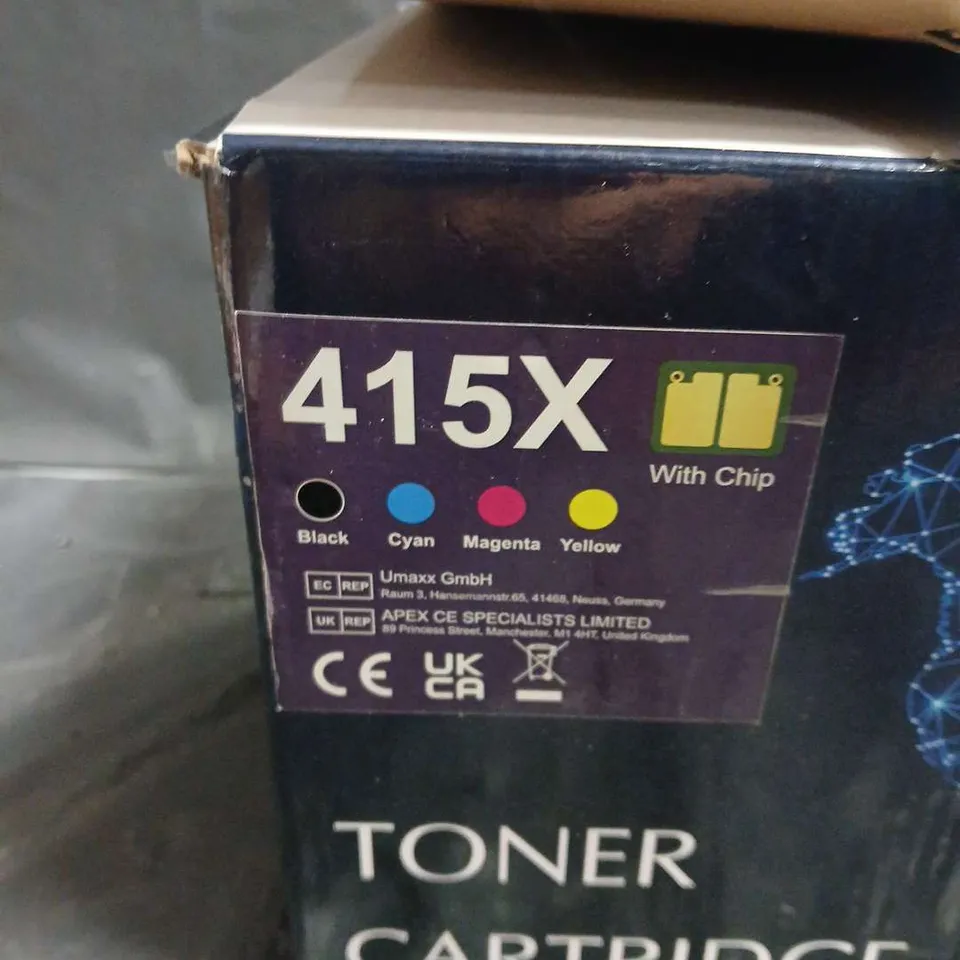 415X
With Chip
Black Cyan Magenta Yellow
EC REP Umaxx GmbH
Raum 3, Hansemannstr.65, 41468, Neuss, Germany
UK REP APEX CE SPECIALISTS LIMITED
89 Princess Street, Manchester, M1 4HT, United Kingdom
CE UK
CA
TONER
CARTRIDGE